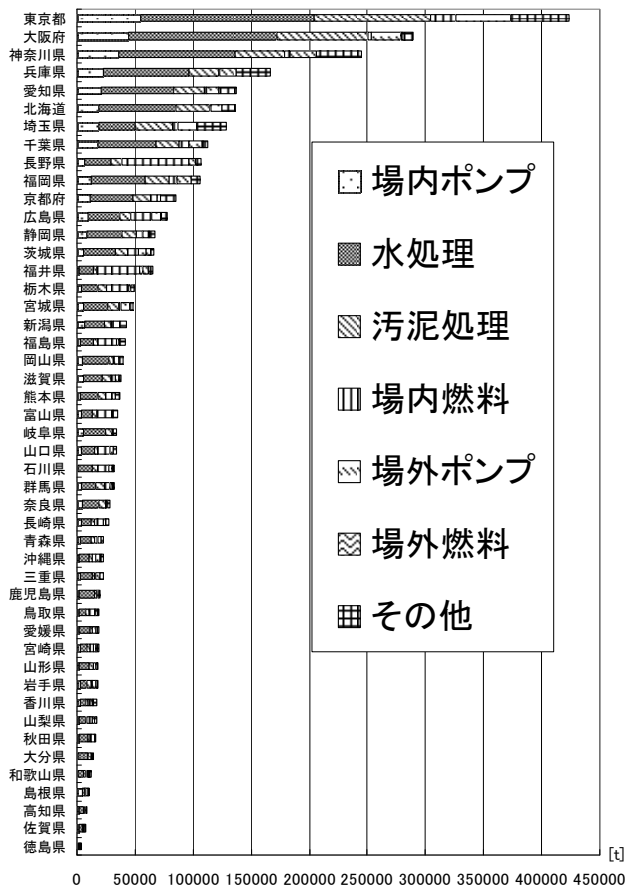 東京都
大阪府
神奈川県
兵庫県
愛知県
北海道
埼玉県
千葉県
長野県
福岡県
京都府
広島県
静岡県
茨城県
福井県
栃木県
宮城県
新潟県
福島県
岡山県
滋賀県
熊本県
富山県
岐阜県
山口県
石川県
群馬県
奈良県
長崎県
青森県
沖縄県
三重県
鹿児島県
鳥取県
愛媛県
宮崎県
山形県
岩手県
香川県
山梨県
秋田県
大分県
和歌山県
島根県
高知県
佐賀県
徳島県
場内ポンプ
水処理
汚泥処理
場内燃料
場外ポンプ
場外燃料
その他
[t]
0 50000 100000 150000 200000 250000 300000 350000 400000 450000